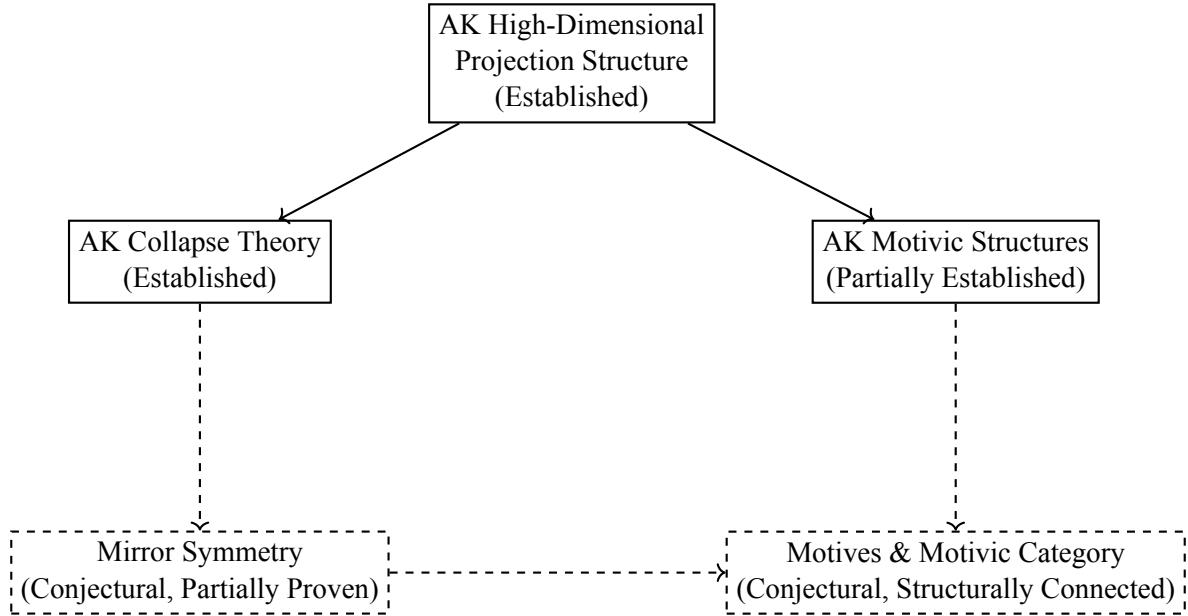 AK High-Dimensional
Projection Structure
(Established)
AK Collapse Theory
(Established)
AK Motivic Structures
(Partially Established)
Mirror Symmetry
(Conjectural, Partially Proven)
Motives & Motivic Category
(Conjectural, Structurally Connected)